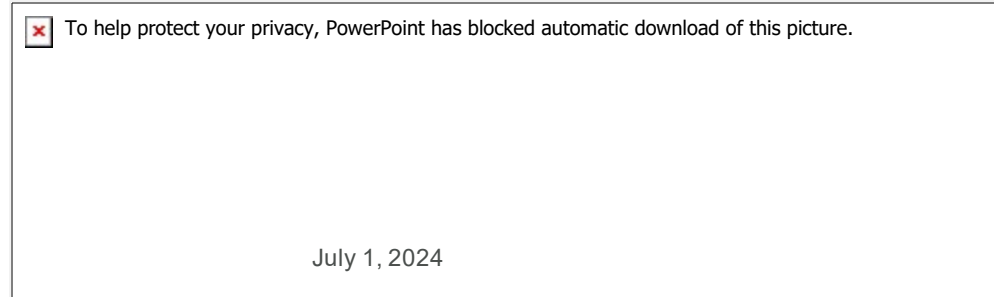 To help protect your privacy, PowerPoint has blocked automatic download of this picture.
July 1, 2024